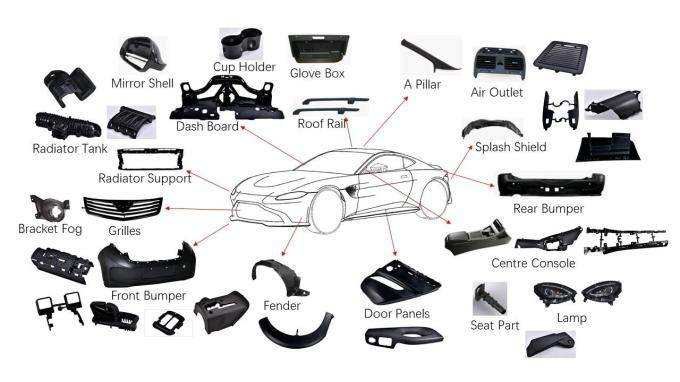 Mirror Shell
Cup Holder
Glove Box
A Pillar
Air Outlet
Radiator Tank
Dash Board
Roof Rail
Splash Shield
Radiator Support
Rear Bumper
Bracket Fog
Grilles
Centre Console
Front Bumper
Fender
Door Panels
Seat Part
Lamp